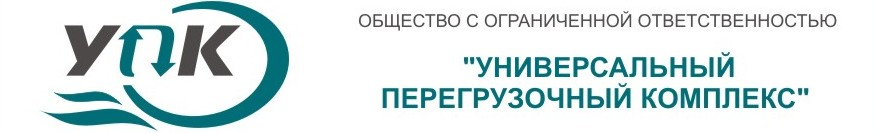 УПК
ОБЩЕСТВО С ОГРАНИЧЕННОЙ ОТВЕТСТВЕННОСТЬЮ
"УНИВЕРСАЛЬНЫЙ
ПЕРЕГРУЗОЧНЫЙ КОМПЛЕКС"